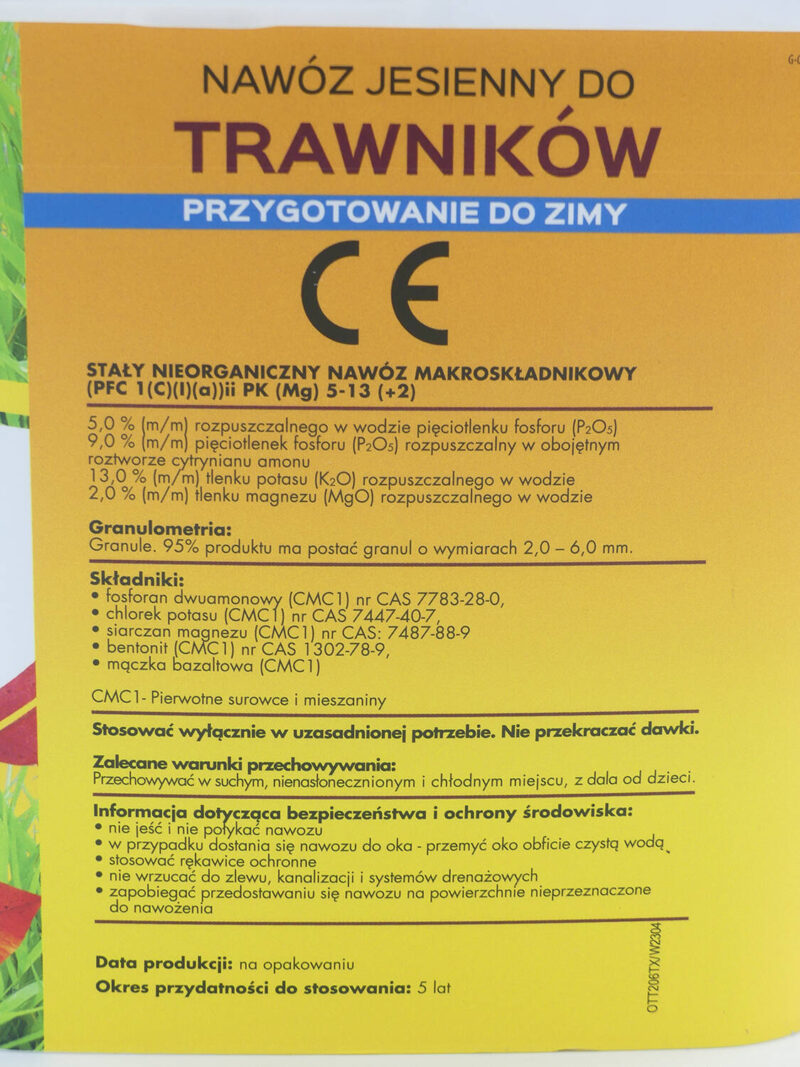 G-
NAWÓZ JESIENNY DO
TRAWNIKÓW
PRZYGOTOWANIE DO ZIMY
CE
STAŁY NIEORGANICZNY NAWÓZ MAKROSKŁADNIKOWY
(PFC 1(C)(I)(a))ii PK (Mg) 5-13 (+2)
5,0 % (m/m) rozpuszczalnego w wodzie pięciotlenku fosforu (P₂O₅)
9,0 % (m/m) pięciotlenek fosforu (P₂O₅) rozpuszczalny w obojętnym
roztworze cytrynianu amonu
13,0 % (m/m) tlenku potasu (K₂O) rozpuszczalnego w wodzie
2,0 % (m/m) tlenku magnezu (MgO) rozpuszczalnego w wodzie
Granulometria:
Granule. 95% produktu ma postać granul o wymiarach 2,0 – 6,0 mm.
Składniki:
• fosforan dwuamonowy (CMC1) nr CAS 7783-28-0,
• chlorek potasu (CMC1) nr CAS 7447-40-7,
• siarczan magnezu (CMC1) nr CAS: 7487-88-9
• bentonit (CMC1) nr CAS 1302-78-9,
• mączka bazaltowa (CMC1)
CMC1- Pierwotne surowce i mieszaniny
Stosować wyłącznie w uzasadnionej potrzebie. Nie przekraczać dawki.
Zalecane warunki przechowywania:
Przechowywać w suchym, nienasłonecznionym i chłodnym miejscu, z dala od dzieci.
Informacja dotycząca bezpieczeństwa i ochrony środowiska:
• nie jeść i nie połykać nawozu
• w przypadku dostania się nawozu do oka - przemyć oko obficie czystą wodą,
• stosować rękawice ochronne
• nie wrzucać do zlewu, kanalizacji i systemów drenażowych
• zapobiegać przedostawaniu się nawozu na powierzchnie nieprzeznaczone
do nawożenia
Data produkcji: na opakowaniu
Okres przydatności do stosowania: 5 lat
OTT206TX/W2304